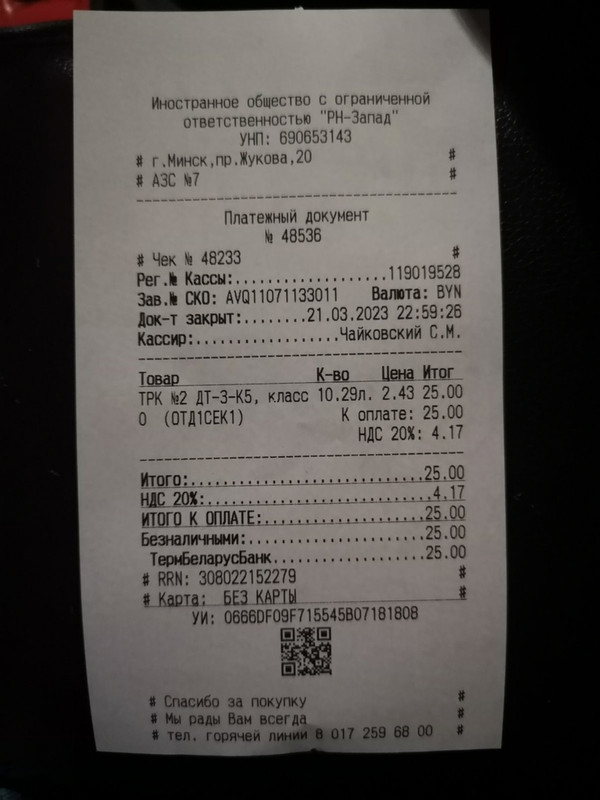 Иностранное общество с ограниченной
ответственностью "РН-Запад"
УНП: 690653143
# г.Минск,пр.Жукова,20 #
# АЗС №7 #
Платежный документ
№ 48536
# Чек № 48233 #
Рег.№ Кассы:..................119019528
Зав.№ СКО: AVQ11071133011 Валюта: BYN
Док-т закрыт:........21.03.2023 22:59:26
Кассир:.................Чайковский С.М.
Товар К-во Цена Итог
ТРК №2 ДТ-З-К5, класс 10.29л. 2.43 25.00
0 (ОТД1СЕК1) К оплате: 25.00
НДС 20%: 4.17
Итого:...........................25.00
НДС 20%:..........................4.17
ИТОГО К ОПЛАТЕ:..................25.00
Безналичными:....................25.00
ТермБеларусБанк..................25.00
# RRN: 308022152279 #
# Карта: БЕЗ КАРТЫ #
УИ: 0666DF09F715545B07181808
# Спасибо за покупку #
# Мы рады Вам всегда #
# тел. горячей линии 8 017 259 68 00 #